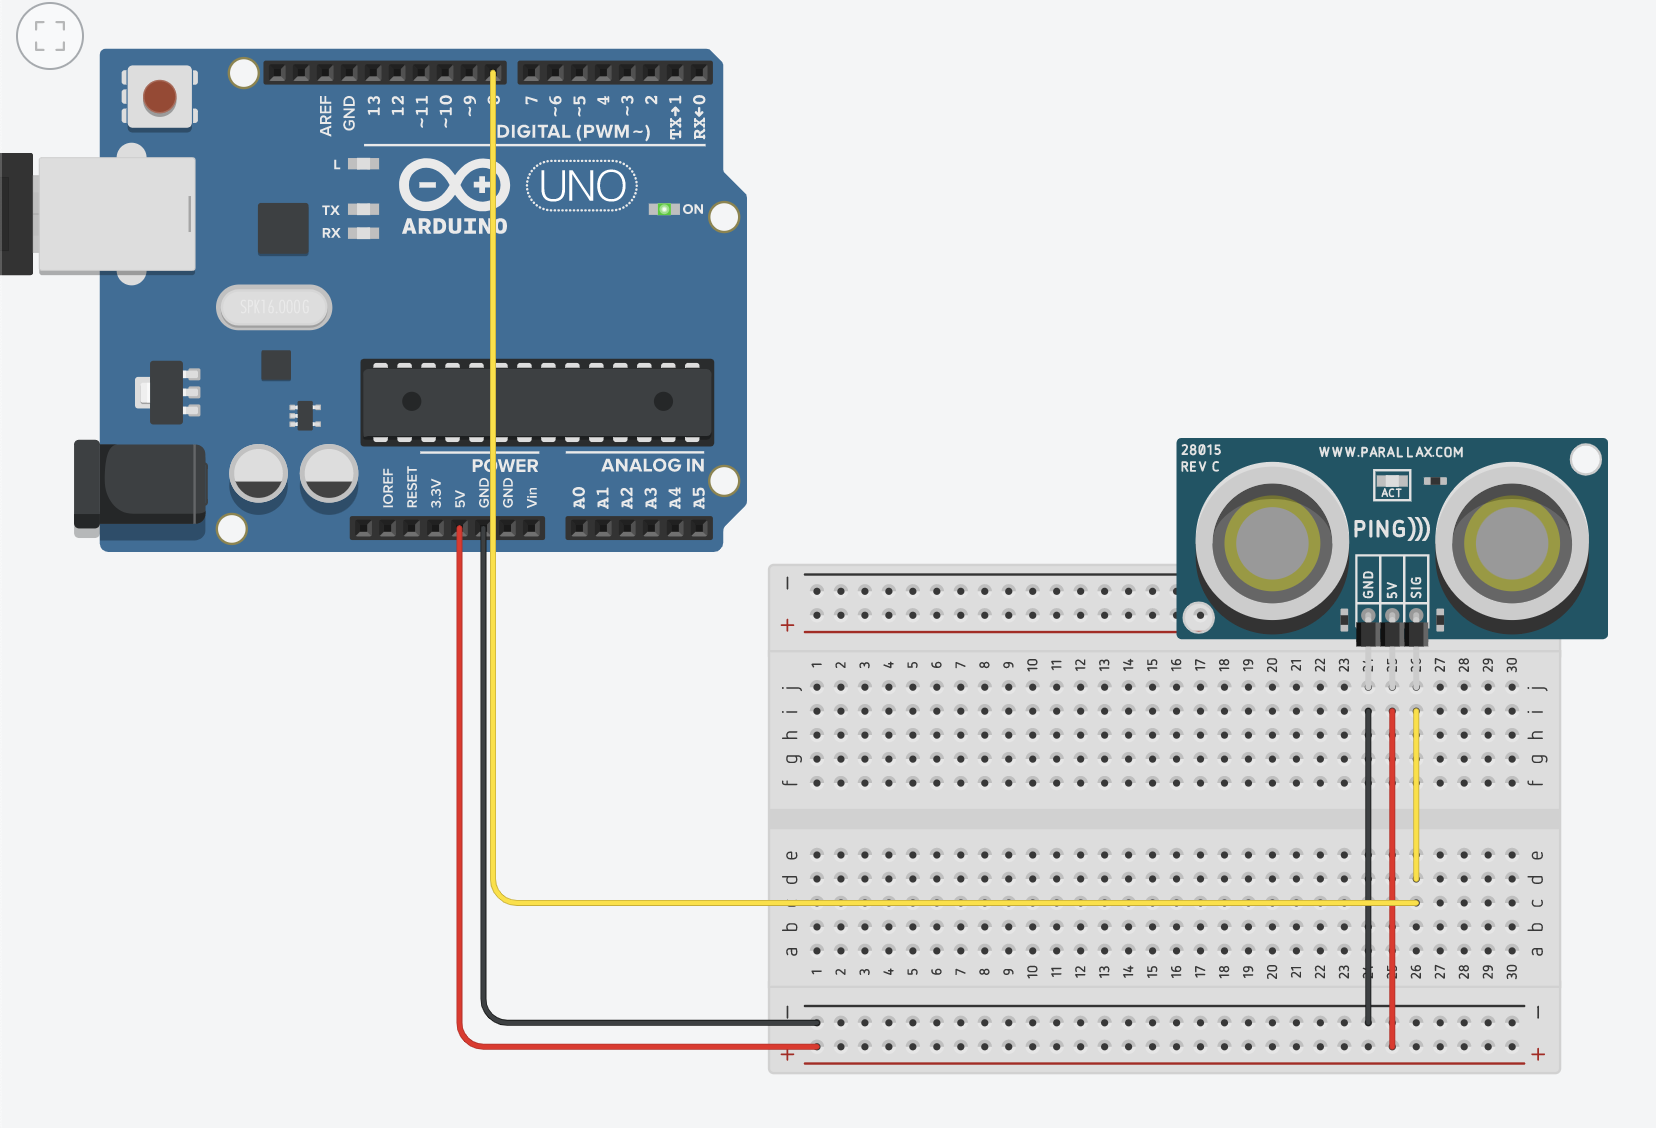 AREF
GND
13
12
~11
~10
~9
8
7
~6
~5
4
~3
2
TX→1
RX←0
DIGITAL (PWM~)
L
TX
RX
ARDUINO
UNO
ON
SPK16.000G
POWER
ANALOG IN
IOREF
RESET
3.3V
5V
GND
GND
Vin
A0
A1
A2
A3
A4
A5
28015
REV C
WWW.PARALLAX.COM
ACT
PING)))
GND
5V
SIG
−
+
1 2 3 4 5 6 7 8 9 10 11 12 13 14 15 16 17 18 19 20 21 22 23 24 25 26 27 28 29 30
j j
i i
h h
g g
f f
e e
d d
c
b b
a a
1 2 3 4 5 6 7 8 9 10 11 12 13 14 15 16 17 18 19 20 21 22 23 24 25 26 27 28 29 30
− −
+ +